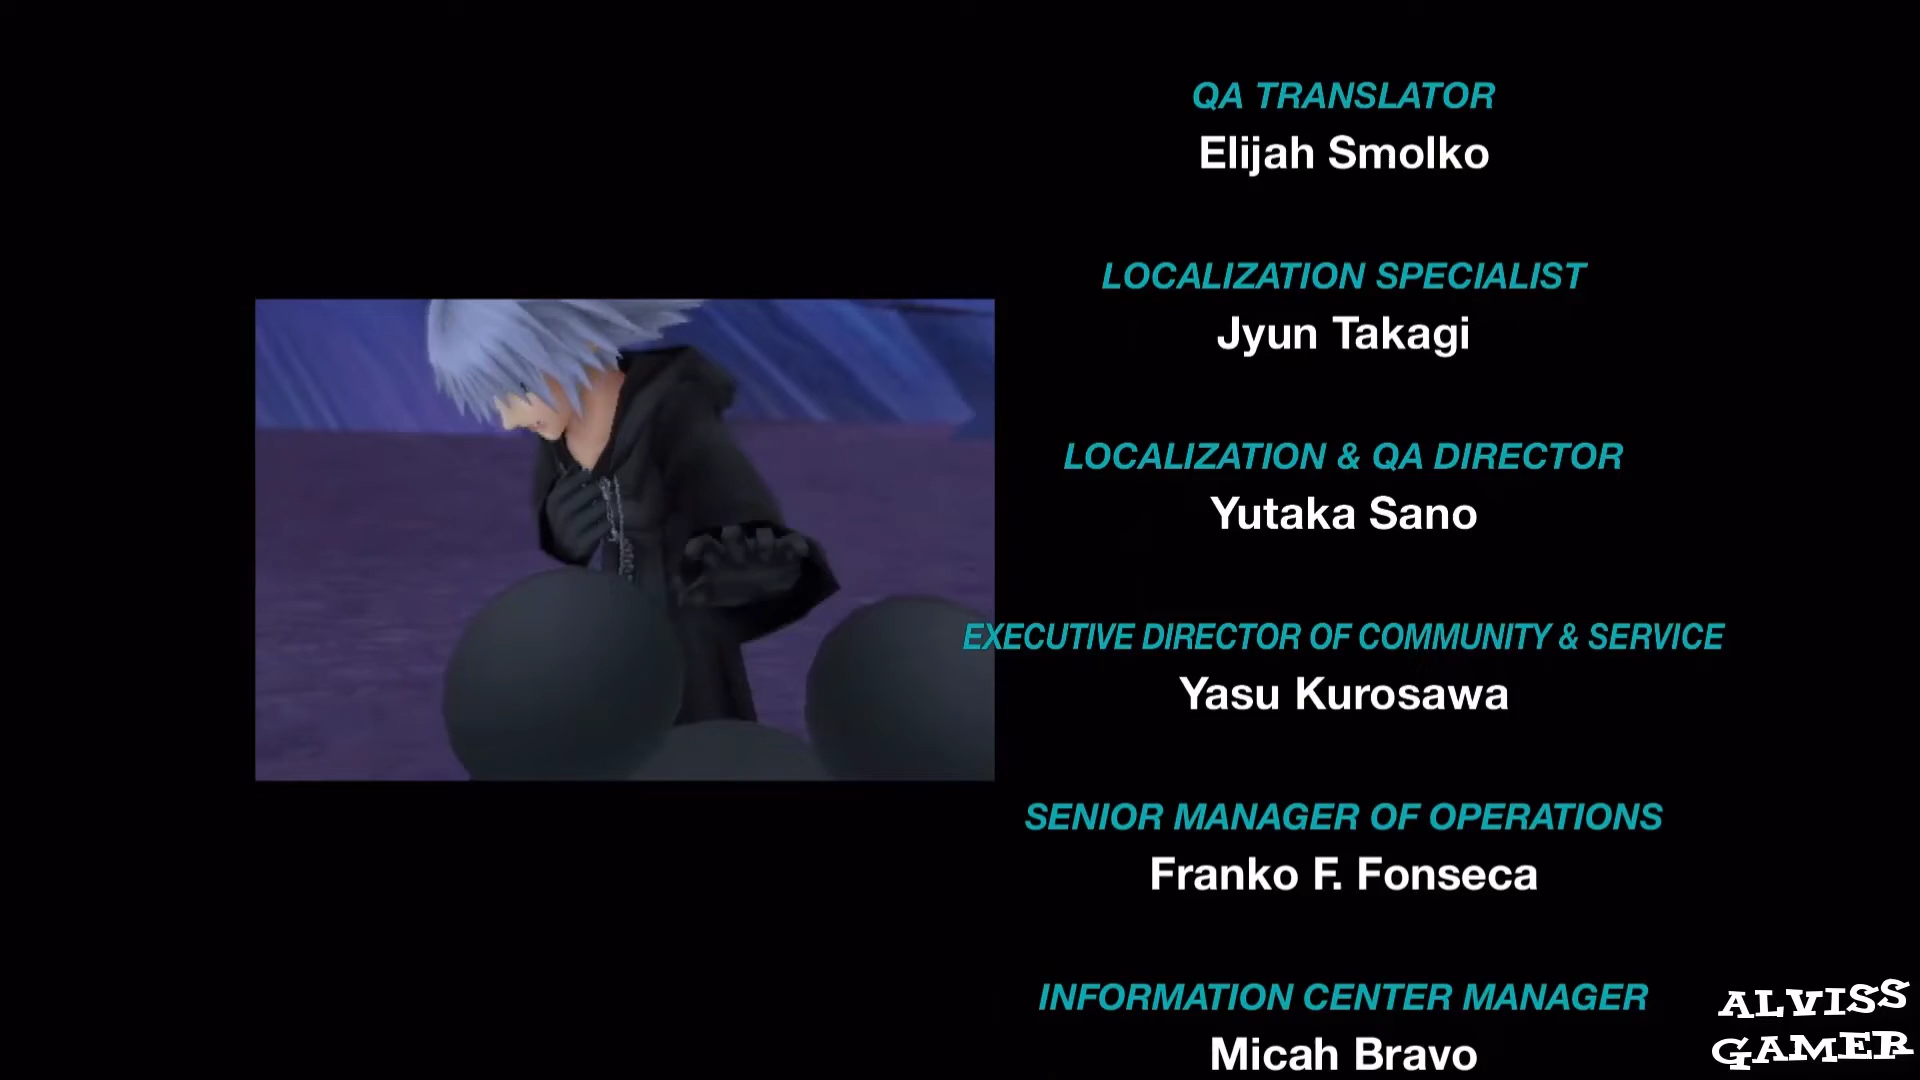 QA TRANSLATOR
Elijah Smolko
LOCALIZATION SPECIALIST
Jyun Takagi
LOCALIZATION & QA DIRECTOR
Yutaka Sano
EXECUTIVE DIRECTOR OF COMMUNITY & SERVICE
Yasu Kurosawa
SENIOR MANAGER OF OPERATIONS
Franko F. Fonseca
INFORMATION CENTER MANAGER
Micah Bravo
ALVISS
GAMER